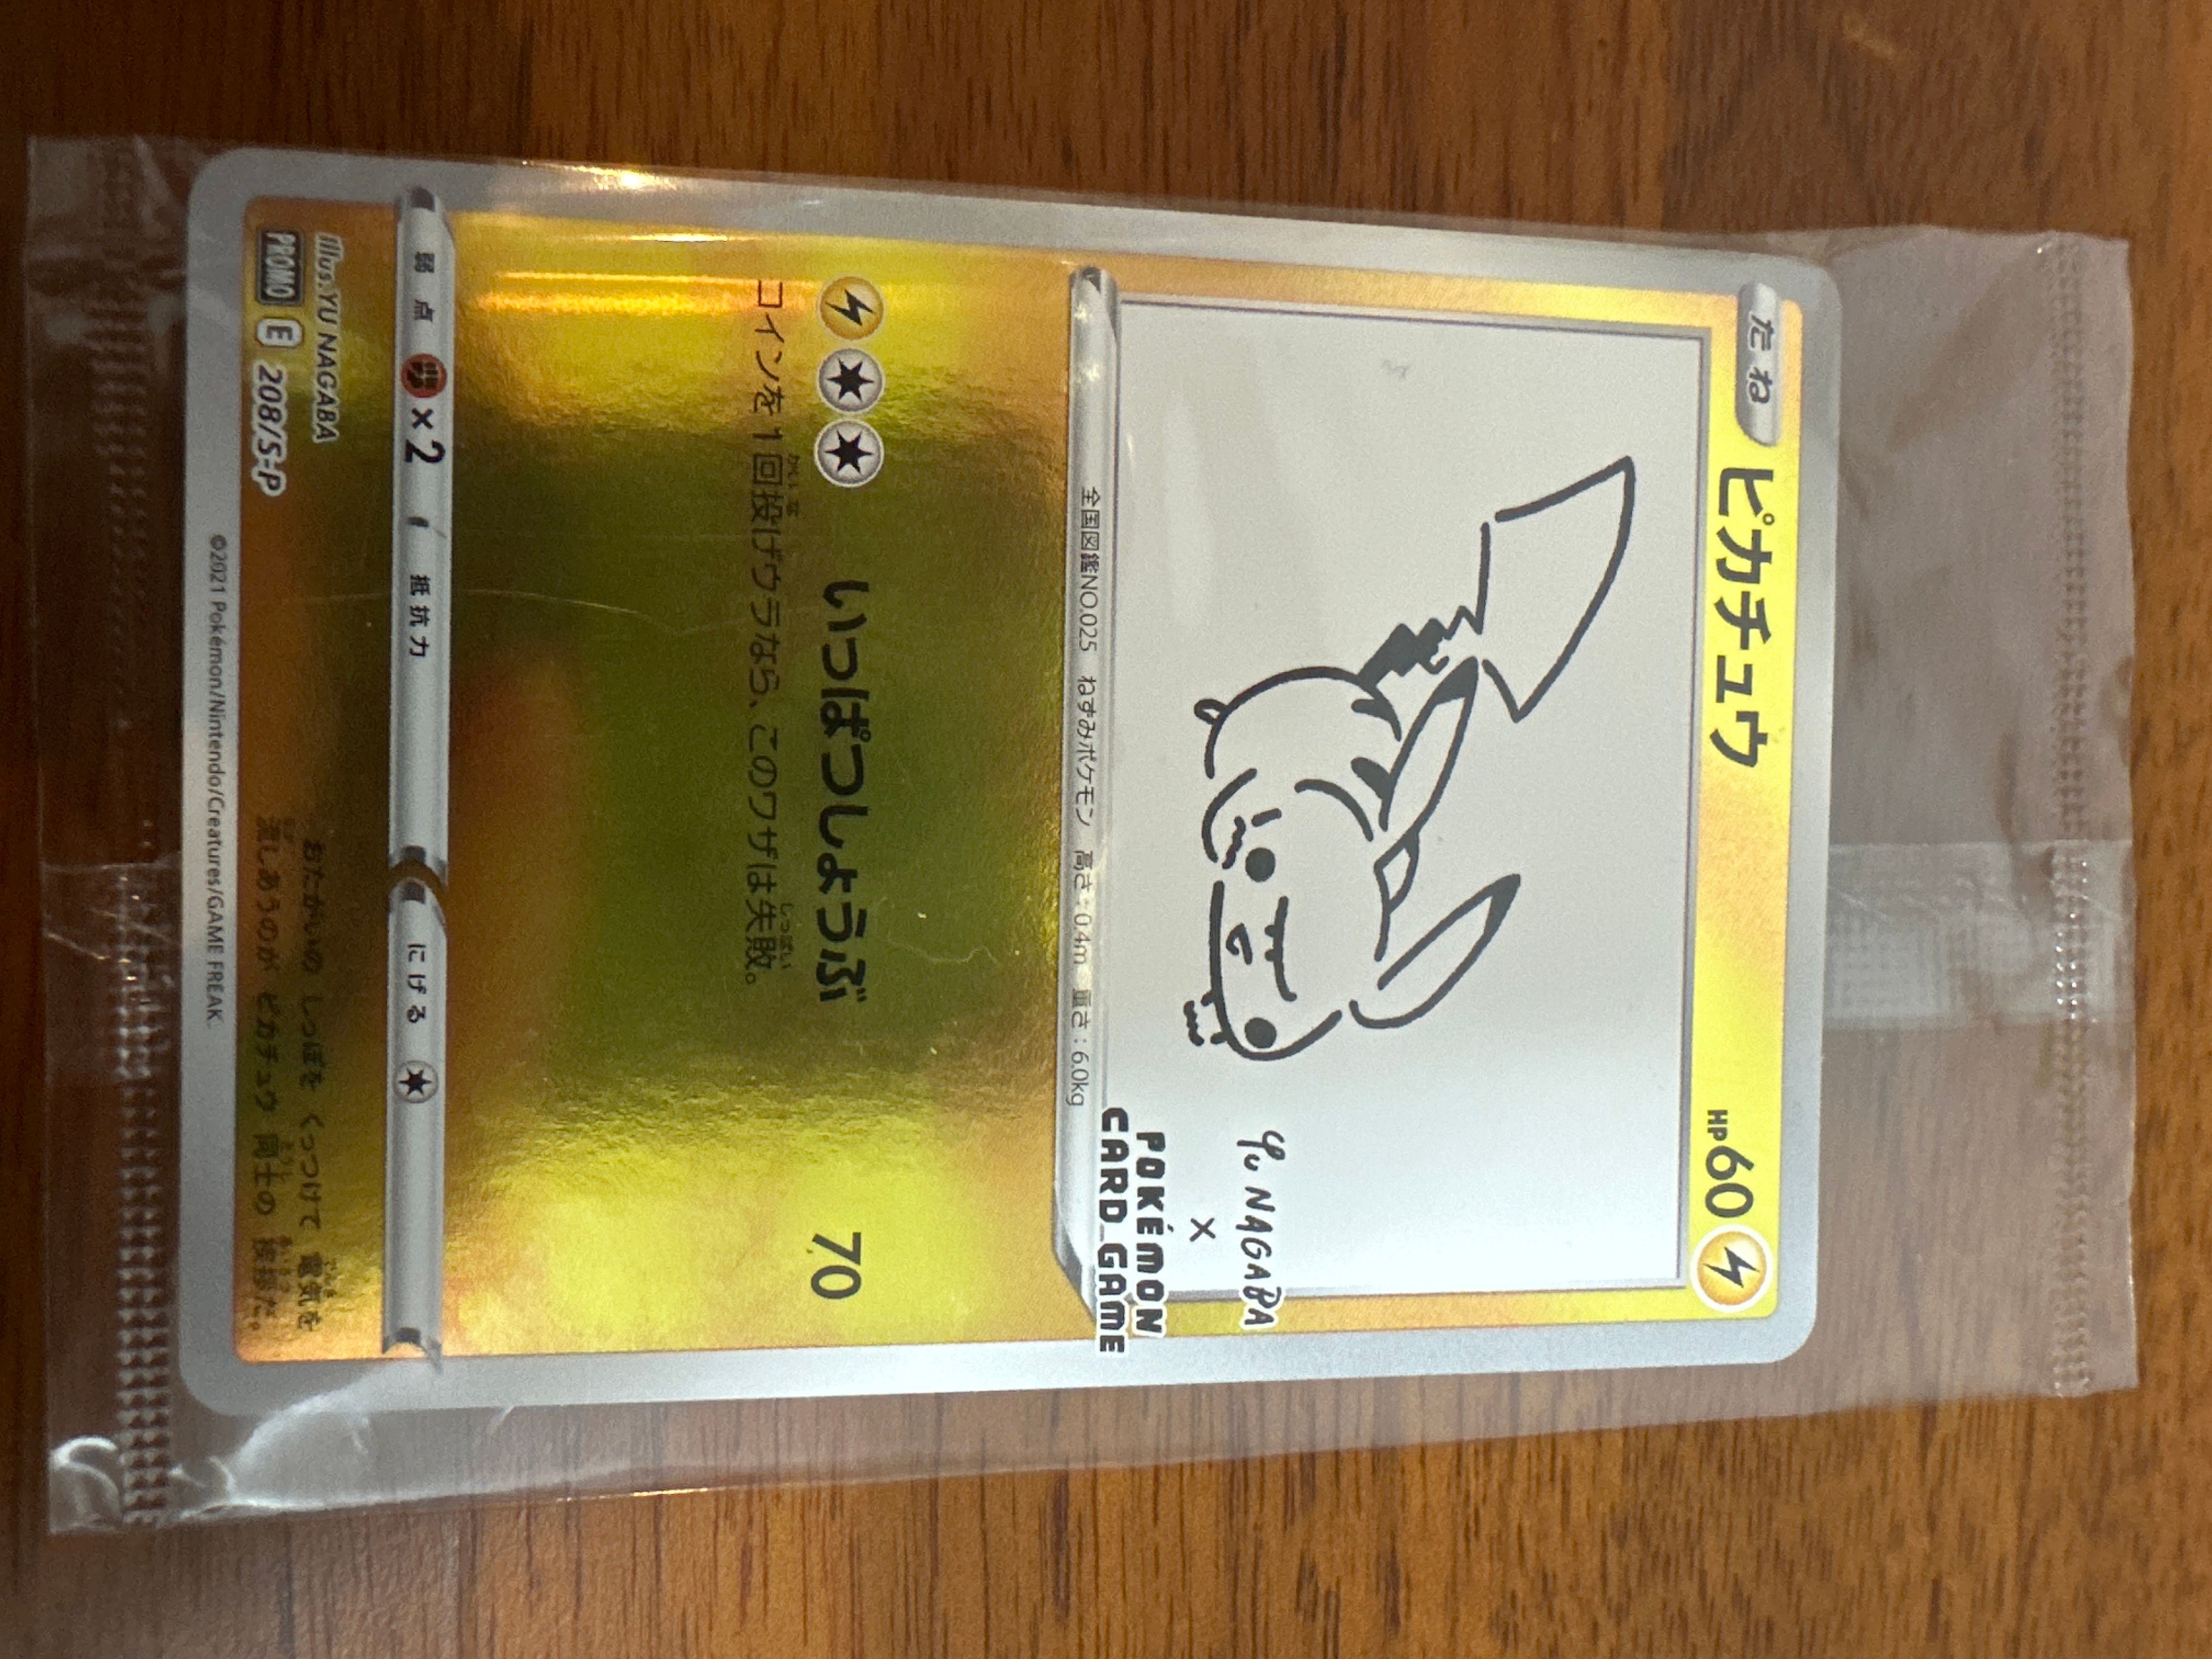 たね ピカチュウ HP60
Yu NAGABA
×
POKÉMON
CARD GAME
全国図鑑NO.025 ねずみポケモン 高さ:0.4m 重さ:6.0kg
いっぱつしょうぶ 70
コインを1回投げウラなら、このワザは失敗。
弱点 ×2 抵抗力 にげる
Illus. YU NAGABA
PROMO E 208/S-P
おたがいの しっぽを くっつけて 電気を
流しあうのが ピカチュウ 同士の 挨拶だ。
©2021 Pokémon/Nintendo/Creatures/GAME FREAK.